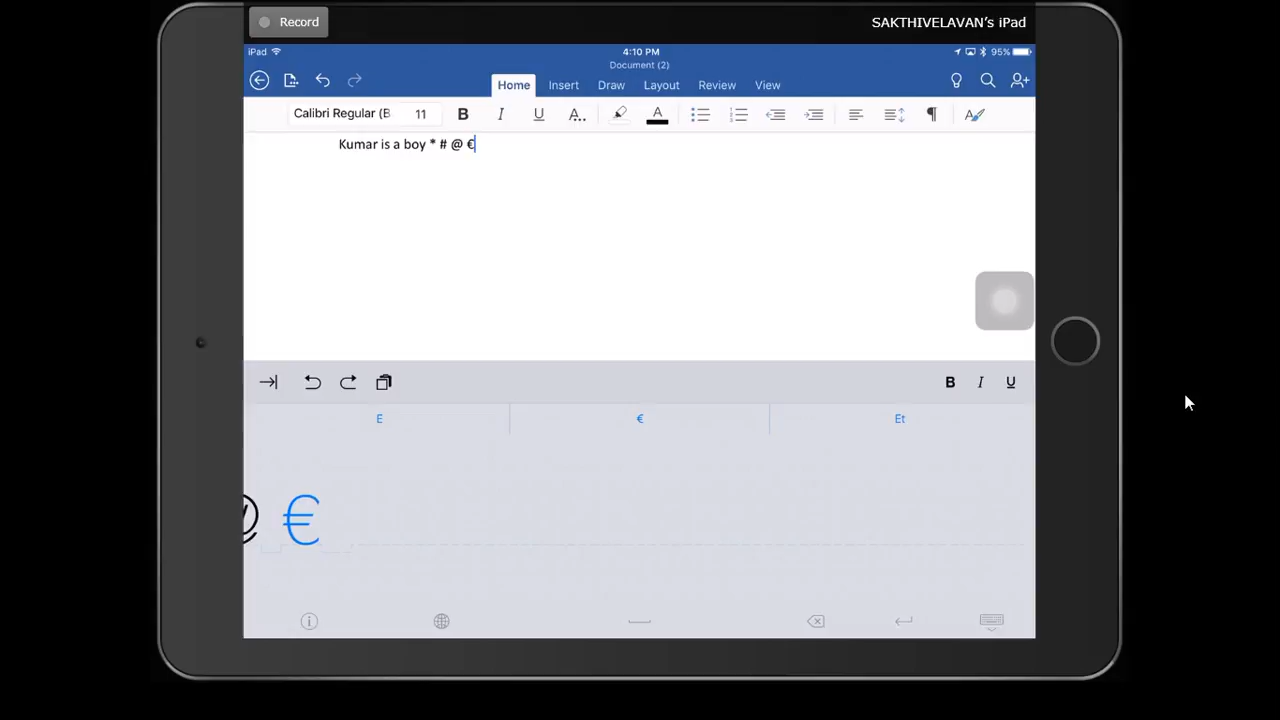 Record
SAKTHIVELAVAN's iPad
iPad 4:10 PM 95%
Document (2)
Home Insert Draw Layout Review View
Calibri Regular (B 11 B I U A.. A
Kumar is a boy * # @ €
B I U
E € Et
@ €